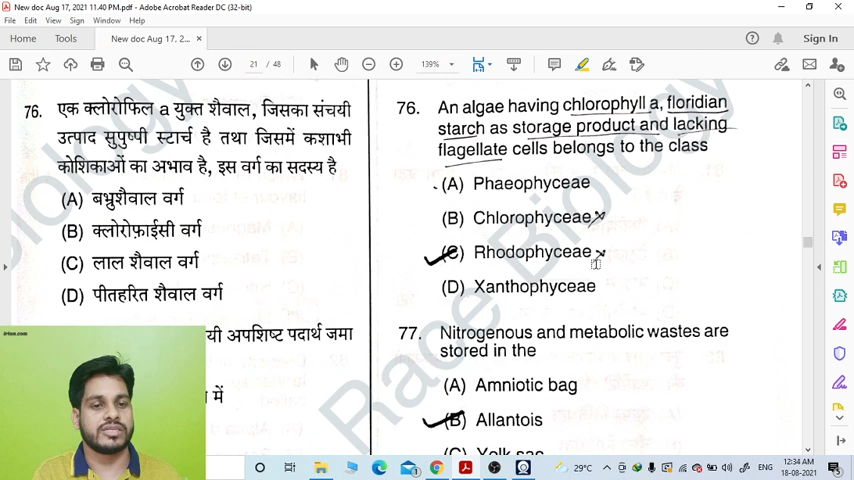 New doc Aug 17, 2021 11.40 PM.pdf - Adobe Acrobat Reader DC (32-bit)
File Edit View Sign Window Help
Home Tools New doc Aug 17, 2... × Sign In
21 / 48 139%
76. एक क्लोरोफिल a युक्त शैवाल, जिसका संचयी
उत्पाद सुपुष्पी स्टार्च है तथा जिसमें कशाभी
कोशिकाओं का अभाव है, इस वर्ग का सदस्य है
(A) बभ्रुशैवाल वर्ग
(B) क्लोरोफ़ाईसी वर्ग
(C) लाल शैवाल वर्ग
(D) पीतहरित शैवाल वर्ग
यी अपशिष्ट पदार्थ जमा
में
76. An algae having chlorophyll a, floridian
starch as storage product and lacking
flagellate cells belongs to the class
(A) Phaeophyceae
(B) Chlorophyceae
(C) Rhodophyceae
(D) Xanthophyceae
77. Nitrogenous and metabolic wastes are
stored in the
(A) Amniotic bag
(B) Allantois
(C) Yolk sac
Race Biology
Biology
29°C ENG 12:34 AM
18-08-2021